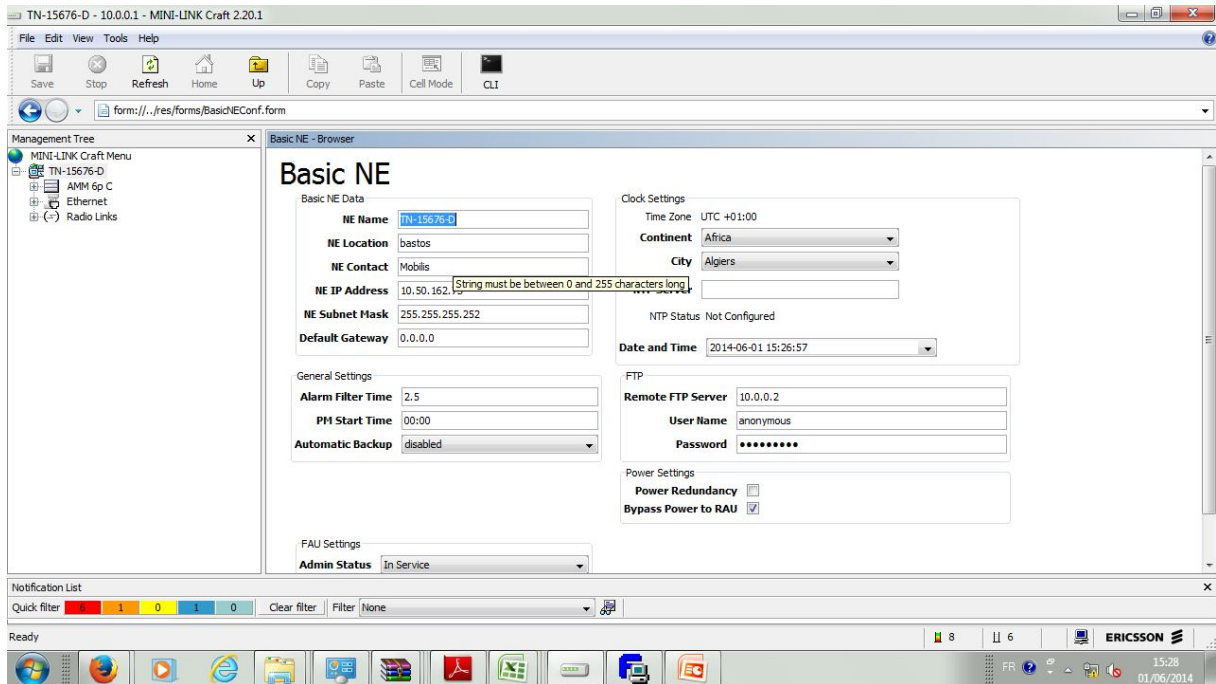 TN-15676-D - 10.0.0.1 - MINI-LINK Craft 2.20.1
File Edit View Tools Help
Save Stop Refresh Home Up Copy Paste Cell Mode CLI
form://../res/forms/BasicNEConf.form
Management Tree
MINI-LINK Craft Menu
TN-15676-D
AMM 6p C
Ethernet
Radio Links
Basic NE - Browser
Basic NE
Basic NE Data
NE Name TN-15676-D
NE Location bastos
NE Contact Mobilis
String must be between 0 and 255 characters long
NE IP Address 10.50.162.
NE Subnet Mask 255.255.255.252
Default Gateway 0.0.0.0
Clock Settings
Time Zone UTC +01:00
Continent Africa
City Algiers
NTP Status Not Configured
Date and Time 2014-06-01 15:26:57
General Settings
Alarm Filter Time 2.5
PM Start Time 00:00
Automatic Backup disabled
FTP
Remote FTP Server 10.0.0.2
User Name anonymous
Password •••••••••
Power Settings
Power Redundancy
Bypass Power to RAU
FAU Settings
Admin Status In Service
Notification List
Quick filter 6 1 0 1 0 Clear filter Filter None
Ready 8 6 ERICSSON
FR 15:28
01/06/2014